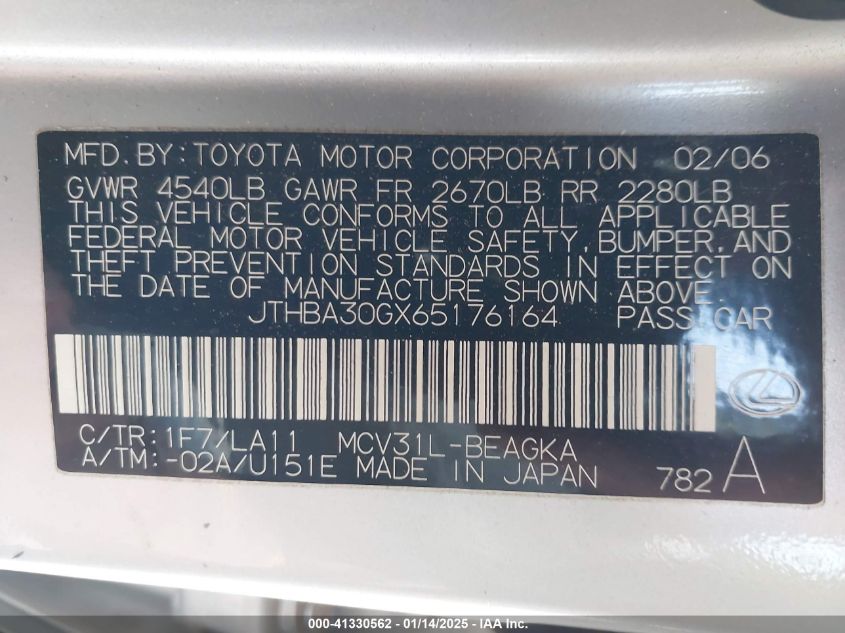 MFD.BY:TOYOTA MOTOR CORPORATION 02/06
GVWR 4540LB GAWR FR 2670LB RR 2280LB
THIS VEHICLE CONFORMS TO ALL APPLICABLE
FEDERAL MOTOR VEHICLE SAFETY,BUMPER,AND
THEFT PREVENTION STANDARDS IN EFFECT ON
THE DATE OF MANUFACTURE SHOWN ABOVE.
JTHBA30GX65176164 PASS.CAR
C/TR:1F7/LA11 MCV31L-BEAGKA
A/TM:-02A/U151E MADE IN JAPAN 782 A
000-41330562 - 01/14/2025 - IAA Inc.